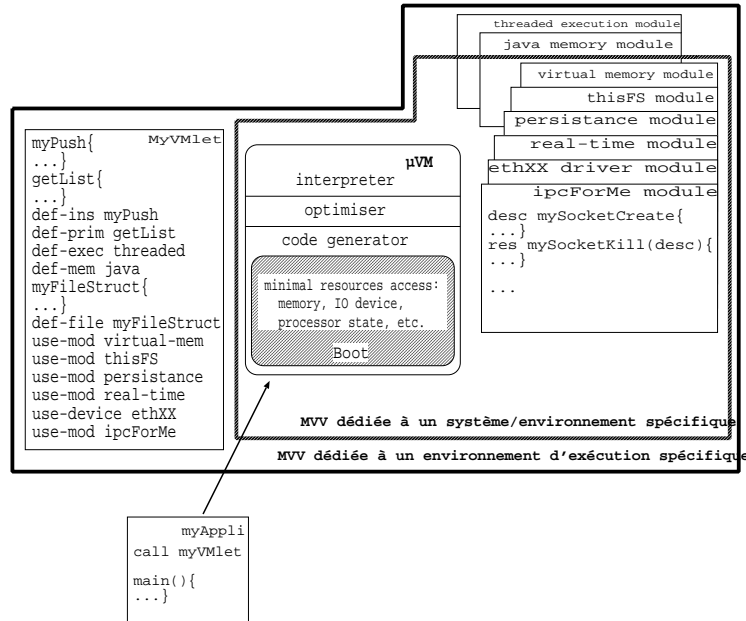 threaded execution module
java memory module
virtual memory module
thisFS module
persistance module
real-time module
ethXX driver module
ipcForMe module
desc mySocketCreate{
...}
res mySocketKill(desc){
...}
...
MyVMlet
myPush{
...}
getList{
...}
def-ins myPush
def-prim getList
def-exec threaded
def-mem java
myFileStruct{
...}
def-file myFileStruct
use-mod virtual-mem
use-mod thisFS
use-mod persistance
use-mod real-time
use-device ethXX
use-mod ipcForMe
µVM
interpreter
optimiser
code generator
minimal resources access:
memory, IO device,
processor state, etc.
Boot
MVV dédiée à un système/environnement spécifique
MVV dédiée à un environnement d'exécution spécifique
myAppli
call myVMlet
main(){
...}